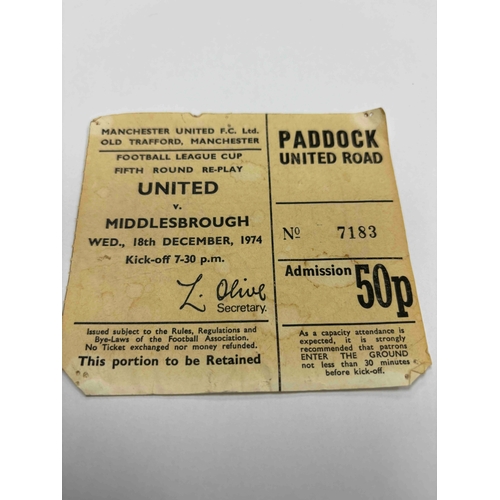 MANCHESTER UNITED F.C. Ltd.
OLD TRAFFORD, MANCHESTER
FOOTBALL LEAGUE CUP
FIFTH ROUND RE-PLAY
UNITED
v.
MIDDLESBROUGH
WED., 18th DECEMBER, 1974
Kick-off 7-30 p.m.
L. Olive
Secretary.
Issued subject to the Rules, Regulations and
Bye-Laws of the Football Association.
No Ticket exchanged nor money refunded.
This portion to be Retained
PADDOCK
UNITED ROAD
Nº 7183
Admission 50p
As a capacity attendance is
expected, it is strongly
recommended that patrons
ENTER THE GROUND
not less than 30 minutes
before kick-off.